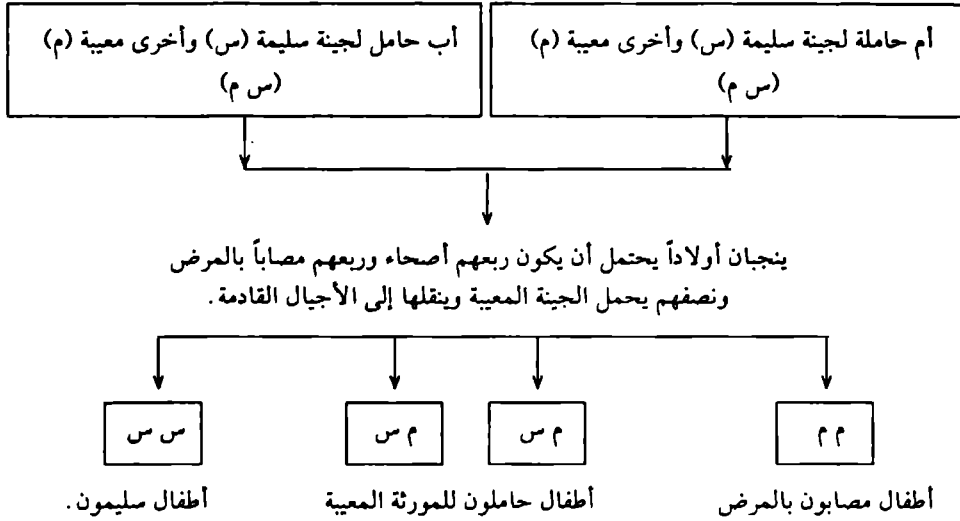 أم حاملة لجينة سليمة (س) وأخرى معيبة (م)
(س م)
أب حامل لجينة سليمة (س) وأخرى معيبة (م)
(س م)
ينجبان أولاداً يحتمل أن يكون ربعهم أصحاء وربعهم مصاباً بالمرض
ونصفهم يحمل الجينة المعيبة وينقلها إلى الأجيال القادمة.
م م
م س
م س
س س
أطفال مصابون بالمرض
أطفال حاملون للمورثة المعيبة
أطفال سليمون.